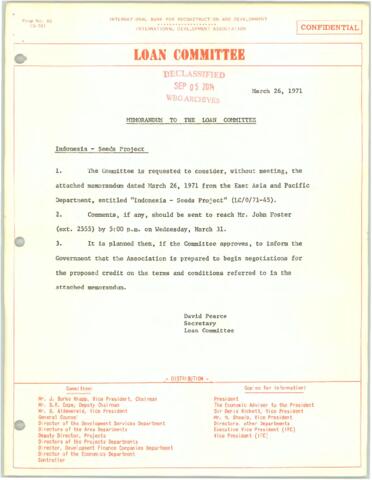 Form No. 88
INTERNATIONAL BANK FOR RECONSTRUCTION AND DEVELOPMENT
INTERNATIONAL DEVELOPMENT ASSOCIATION
CONFIDENTIAL
LOAN COMMITTEE
DECLASSIFIED
SEP 05 2014
WBG ARCHIVES
March 26, 1971
MEMORANDUM TO THE LOAN COMMITTEE
Indonesia - Seeds Project
1. The Committee is requested to consider, without meeting, the
attached memorandum dated March 26, 1971 from the East Asia and Pacific
Department, entitled "Indonesia - Seeds Project" (LC/O/71-45).
2. Comments, if any, should be sent to reach Mr. John Foster
(ext. 2555) by 5:00 p.m. on Wednesday, March 31.
3. It is planned then, if the Committee approves, to inform the
Government that the Association is prepared to begin negotiations for
the proposed credit on the terms and conditions referred to in the
attached memorandum.
David Pearce
Secretary
Loan Committee
- DISTRIBUTION -
Committee:
Mr. J. Burke Knapp, Vice President, Chairman
Mr. S.R. Cope, Deputy Chairman
Mr. S. Aldewereld, Vice President
General Counsel
Director of the Development Services Department
Directors of the Area Departments
Deputy Director, Projects
Directors of the Projects Departments
Director, Development Finance Companies Department
Director of the Economics Department
Controller
Copies for Information:
President
The Economic Adviser to the President
Sir Denis Rickett, Vice President
Mr. M. Shoaib, Vice President
Directors, other Departments
Executive Vice President (IFC)
Vice President (IFC)